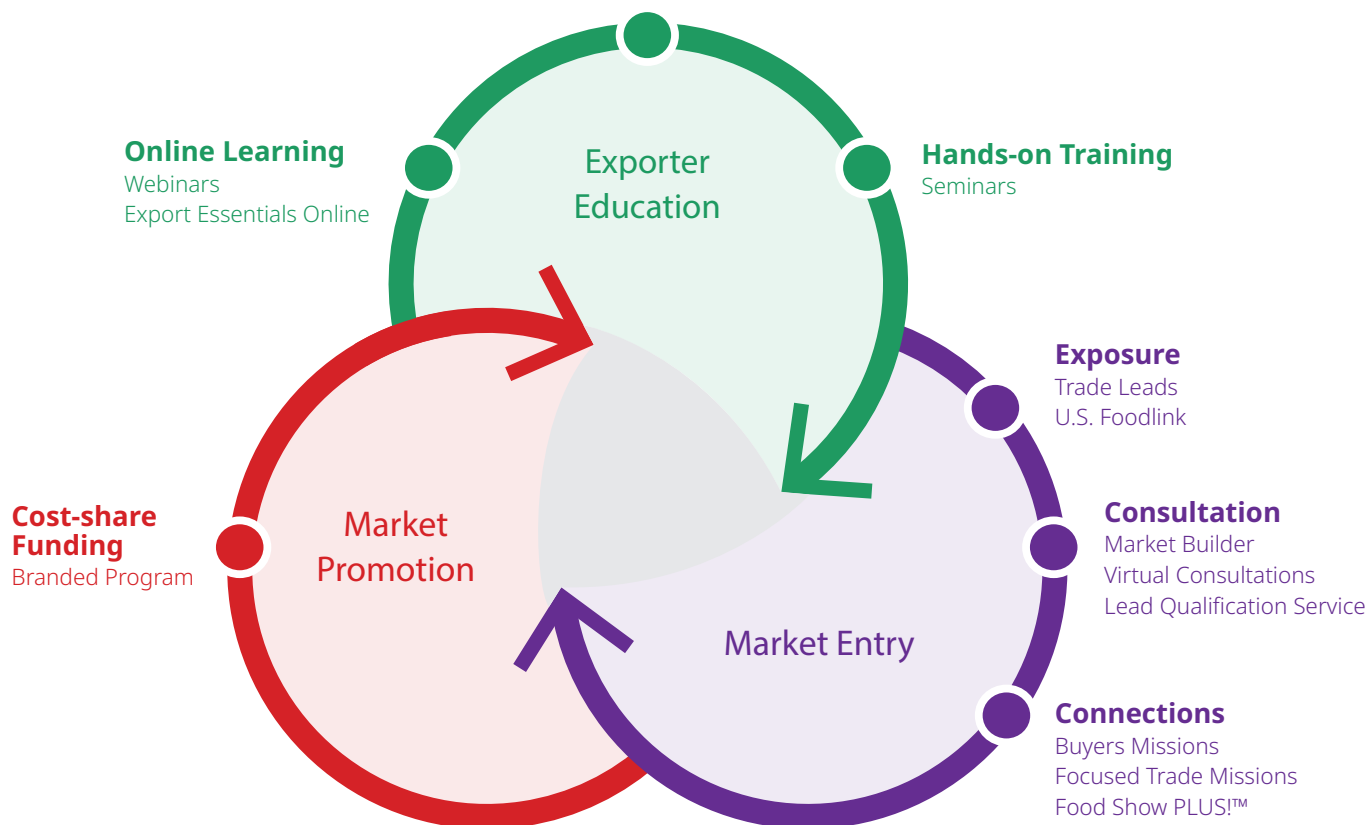 Online Learning
Webinars
Export Essentials Online
Exporter
Education
Hands-on Training
Seminars
Exposure
Trade Leads
U.S. Foodlink
Cost-share
Funding
Branded Program
Market
Promotion
Consultation
Market Builder
Virtual Consultations
Lead Qualification Service
Market Entry
Connections
Buyers Missions
Focused Trade Missions
Food Show PLUS!™